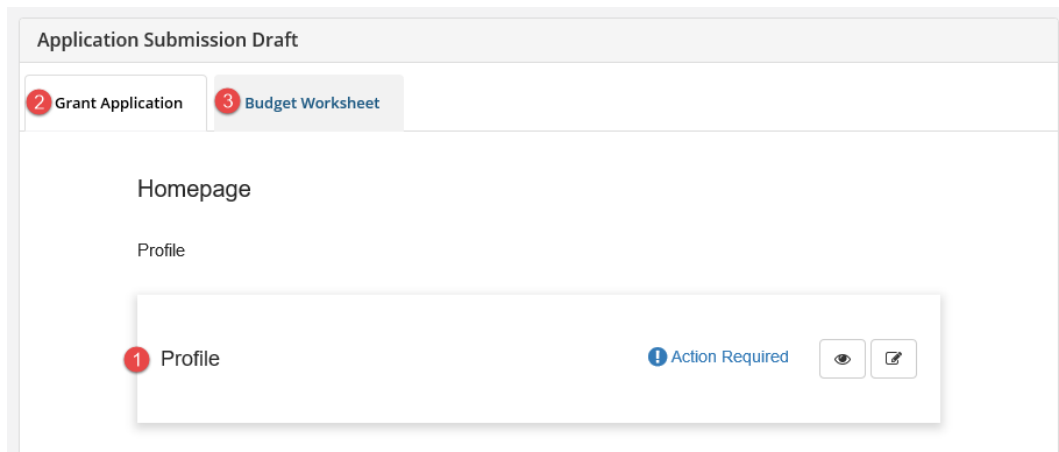 Application Submission Draft
2 Grant Application 3 Budget Worksheet
Homepage
Profile
1 Profile ! Action Required